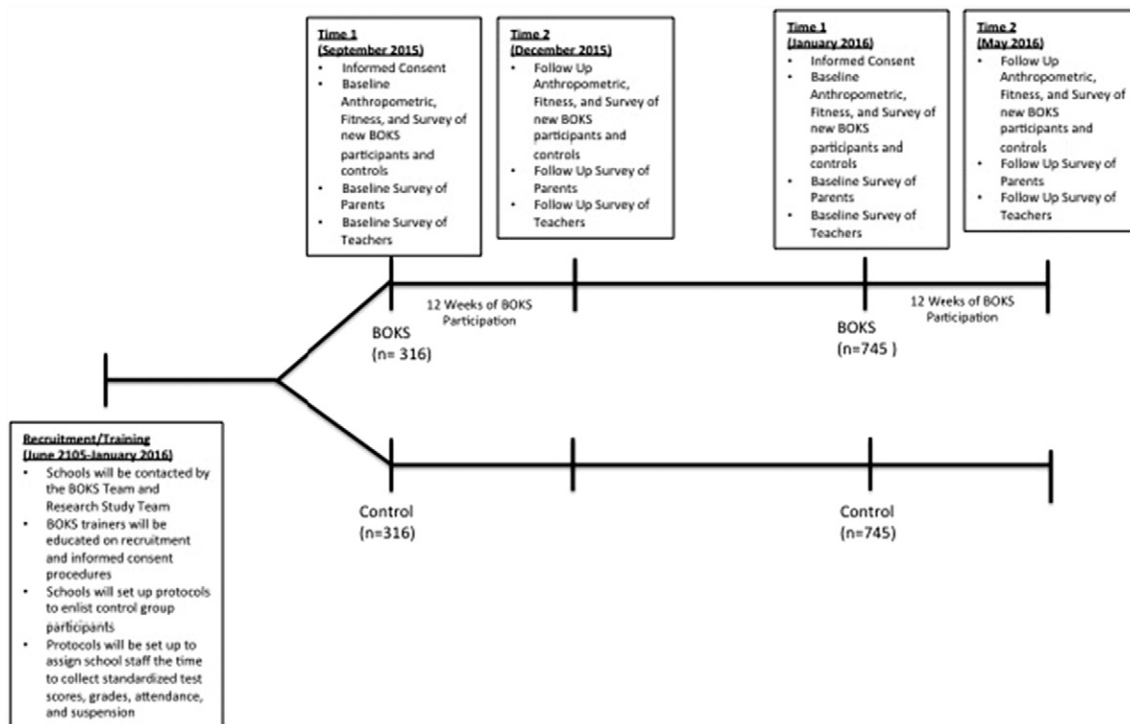 Time 1
(September 2015)
• Informed Consent
• Baseline
Anthropometric,
Fitness, and Survey of
new BOKS
participants and
controls
• Baseline Survey of
Parents
• Baseline Survey of
Teachers
Time 2
(December 2015)
• Follow Up
Anthropometric,
Fitness, and Survey of
new BOKS
participants and
controls
• Follow Up Survey of
Parents
• Follow Up Survey of
Teachers
Time 1
(January 2016)
• Informed Consent
• Baseline
Anthropometric,
Fitness, and Survey of
new BOKS
participants and
controls
• Baseline Survey of
Parents
• Baseline Survey of
Teachers
Time 2
(May 2016)
• Follow Up
Anthropometric,
Fitness, and Survey of
new BOKS
participants and
controls
• Follow Up Survey of
Parents
• Follow Up Survey of
Teachers
12 Weeks of BOKS
Participation
12 Weeks of BOKS
Participation
BOKS
(n= 316)
BOKS
(n=745 )
Recruitment/Training
(June 2105-January 2016)
• Schools will be contacted by
the BOKS Team and
Research Study Team
• BOKS trainers will be
educated on recruitment
and informed consent
procedures
• Schools will set up protocols
to enlist control group
participants
• Protocols will be set up to
assign school staff the time
to collect standardized test
scores, grades, attendance,
and suspension
Control
(n=316)
Control
(n=745)